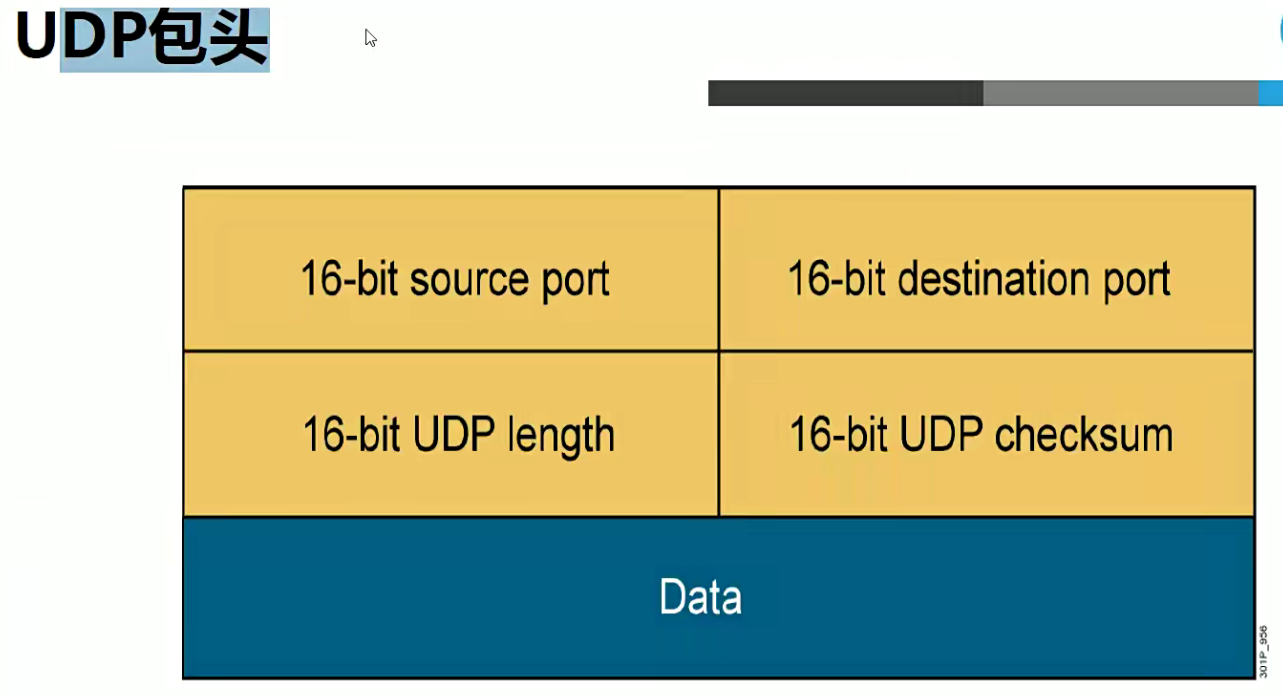 UDP包头
16-bit source port
16-bit destination port
16-bit UDP length
16-bit UDP checksum
Data
301P_956